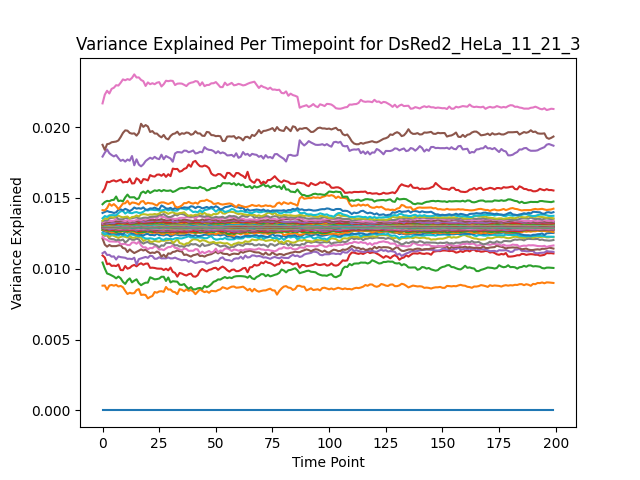 Variance Explained Per Timepoint for DsRed2_HeLa_11_21_3
Variance Explained
0.020
0.015
0.010
0.005
0.000
0 25 50 75 100 125 150 175 200
Time Point